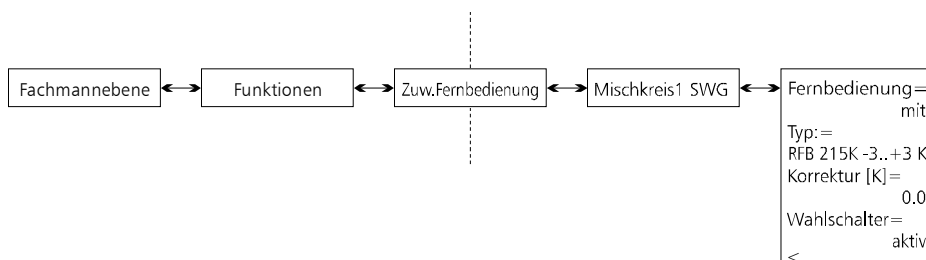 Fachmannebene
Funktionen
Zuw.Fernbedienung
Mischkreis1 SWG
Fernbedienung=
mit
Typ:=
RFB 215K -3..+3 K
Korrektur [K]=
0.0
Wahlschalter=
aktiv
<